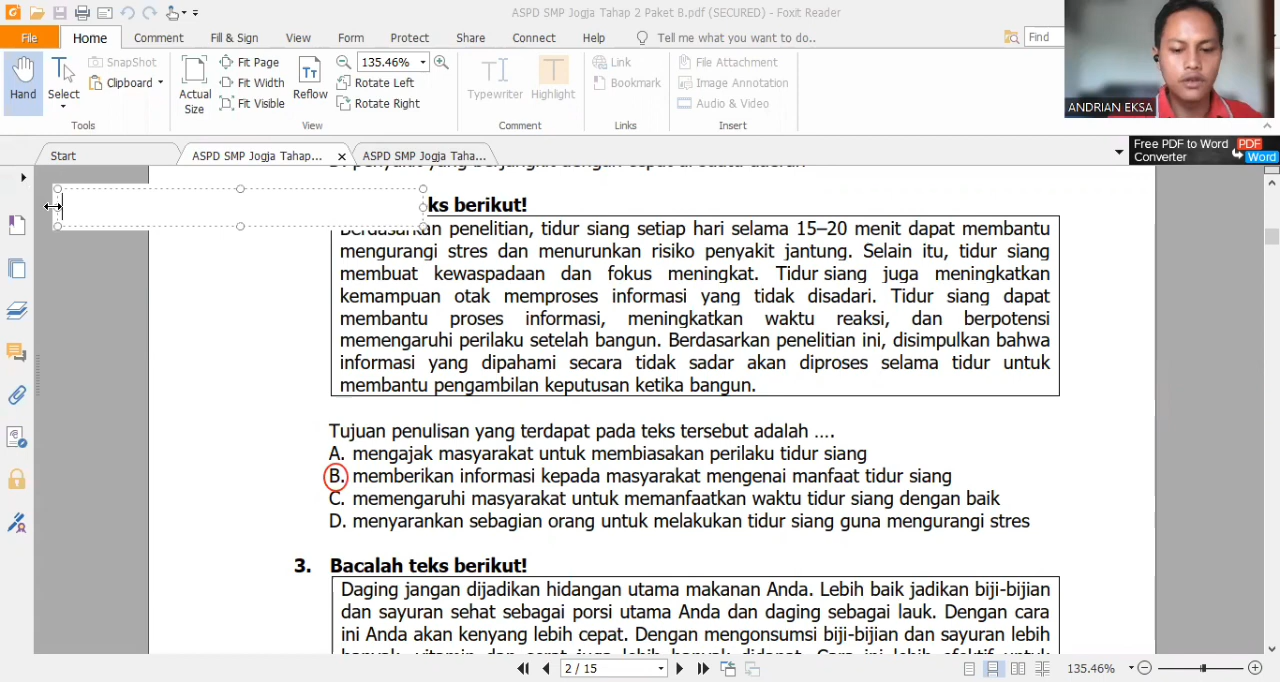 ASPD SMP Jogja Tahap 2 Paket B.pdf (SECURED) - Foxit Reader
File Home Comment Fill & Sign View Form Protect Share Connect Help Tell me what you want to do.. Find
Hand
Select
SnapShot
Clipboard
Tools
Actual Size
Fit Page
Fit Width
Fit Visible
Reflow
135.46%
Rotate Left
Rotate Right
View
Typewriter
Highlight
Comment
Link
Bookmark
Links
File Attachment
Image Annotation
Audio & Video
Insert
ANDRIAN EKSA
Start ASPD SMP Jogja Tahap... ASPD SMP Jogja Taha...
Free PDF to Word Converter PDF Word
ks berikut!
Berdasarkan penelitian, tidur siang setiap hari selama 15–20 menit dapat membantu
mengurangi stres dan menurunkan risiko penyakit jantung. Selain itu, tidur siang
membuat kewaspadaan dan fokus meningkat. Tidur siang juga meningkatkan
kemampuan otak memproses informasi yang tidak disadari. Tidur siang dapat
membantu proses informasi, meningkatkan waktu reaksi, dan berpotensi
memengaruhi perilaku setelah bangun. Berdasarkan penelitian ini, disimpulkan bahwa
informasi yang dipahami secara tidak sadar akan diproses selama tidur untuk
membantu pengambilan keputusan ketika bangun.
Tujuan penulisan yang terdapat pada teks tersebut adalah ....
A. mengajak masyarakat untuk membiasakan perilaku tidur siang
B. memberikan informasi kepada masyarakat mengenai manfaat tidur siang
C. memengaruhi masyarakat untuk memanfaatkan waktu tidur siang dengan baik
D. menyarankan sebagian orang untuk melakukan tidur siang guna mengurangi stres
3. Bacalah teks berikut!
Daging jangan dijadikan hidangan utama makanan Anda. Lebih baik jadikan biji-bijian
dan sayuran sehat sebagai porsi utama Anda dan daging sebagai lauk. Dengan cara
ini Anda akan kenyang lebih cepat. Dengan mengonsumsi biji-bijian dan sayuran lebih
2 / 15
135.46%